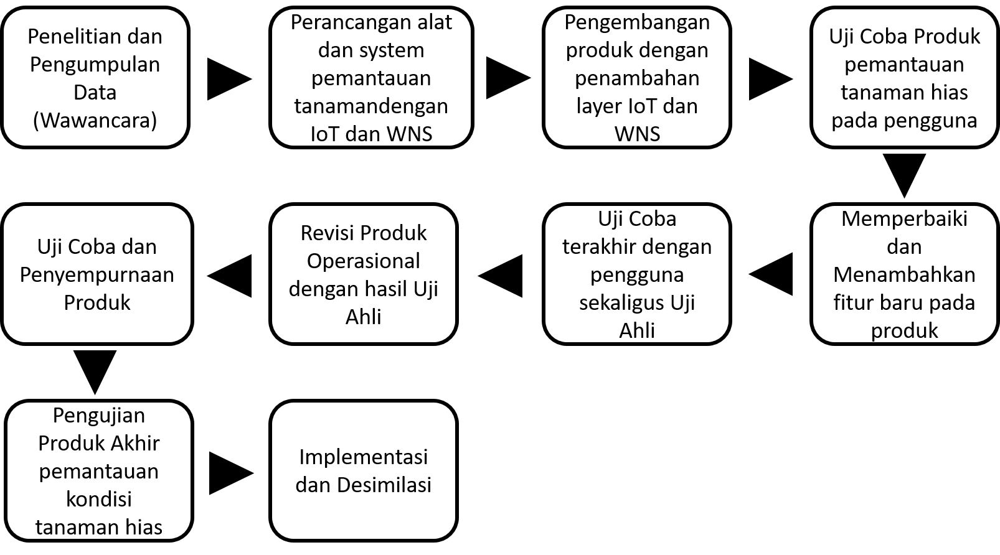 Penelitian dan
Pengumpulan
Data
(Wawancara)
Perancangan alat
dan system
pemantauan
tanamandengan
IoT dan WNS
Pengembangan
produk dengan
penambahan
layer IoT dan
WNS
Uji Coba Produk
pemantauan
tanaman hias
pada pengguna
Memperbaiki
dan
Menambahkan
fitur baru pada
produk
Uji Coba
terakhir dengan
pengguna
sekaligus Uji
Ahli
Revisi Produk
Operasional
dengan hasil Uji
Ahli
Uji Coba dan
Penyempurnaan
Produk
Pengujian
Produk Akhir
pemantauan
kondisi
tanaman hias
Implementasi
dan Desimilasi